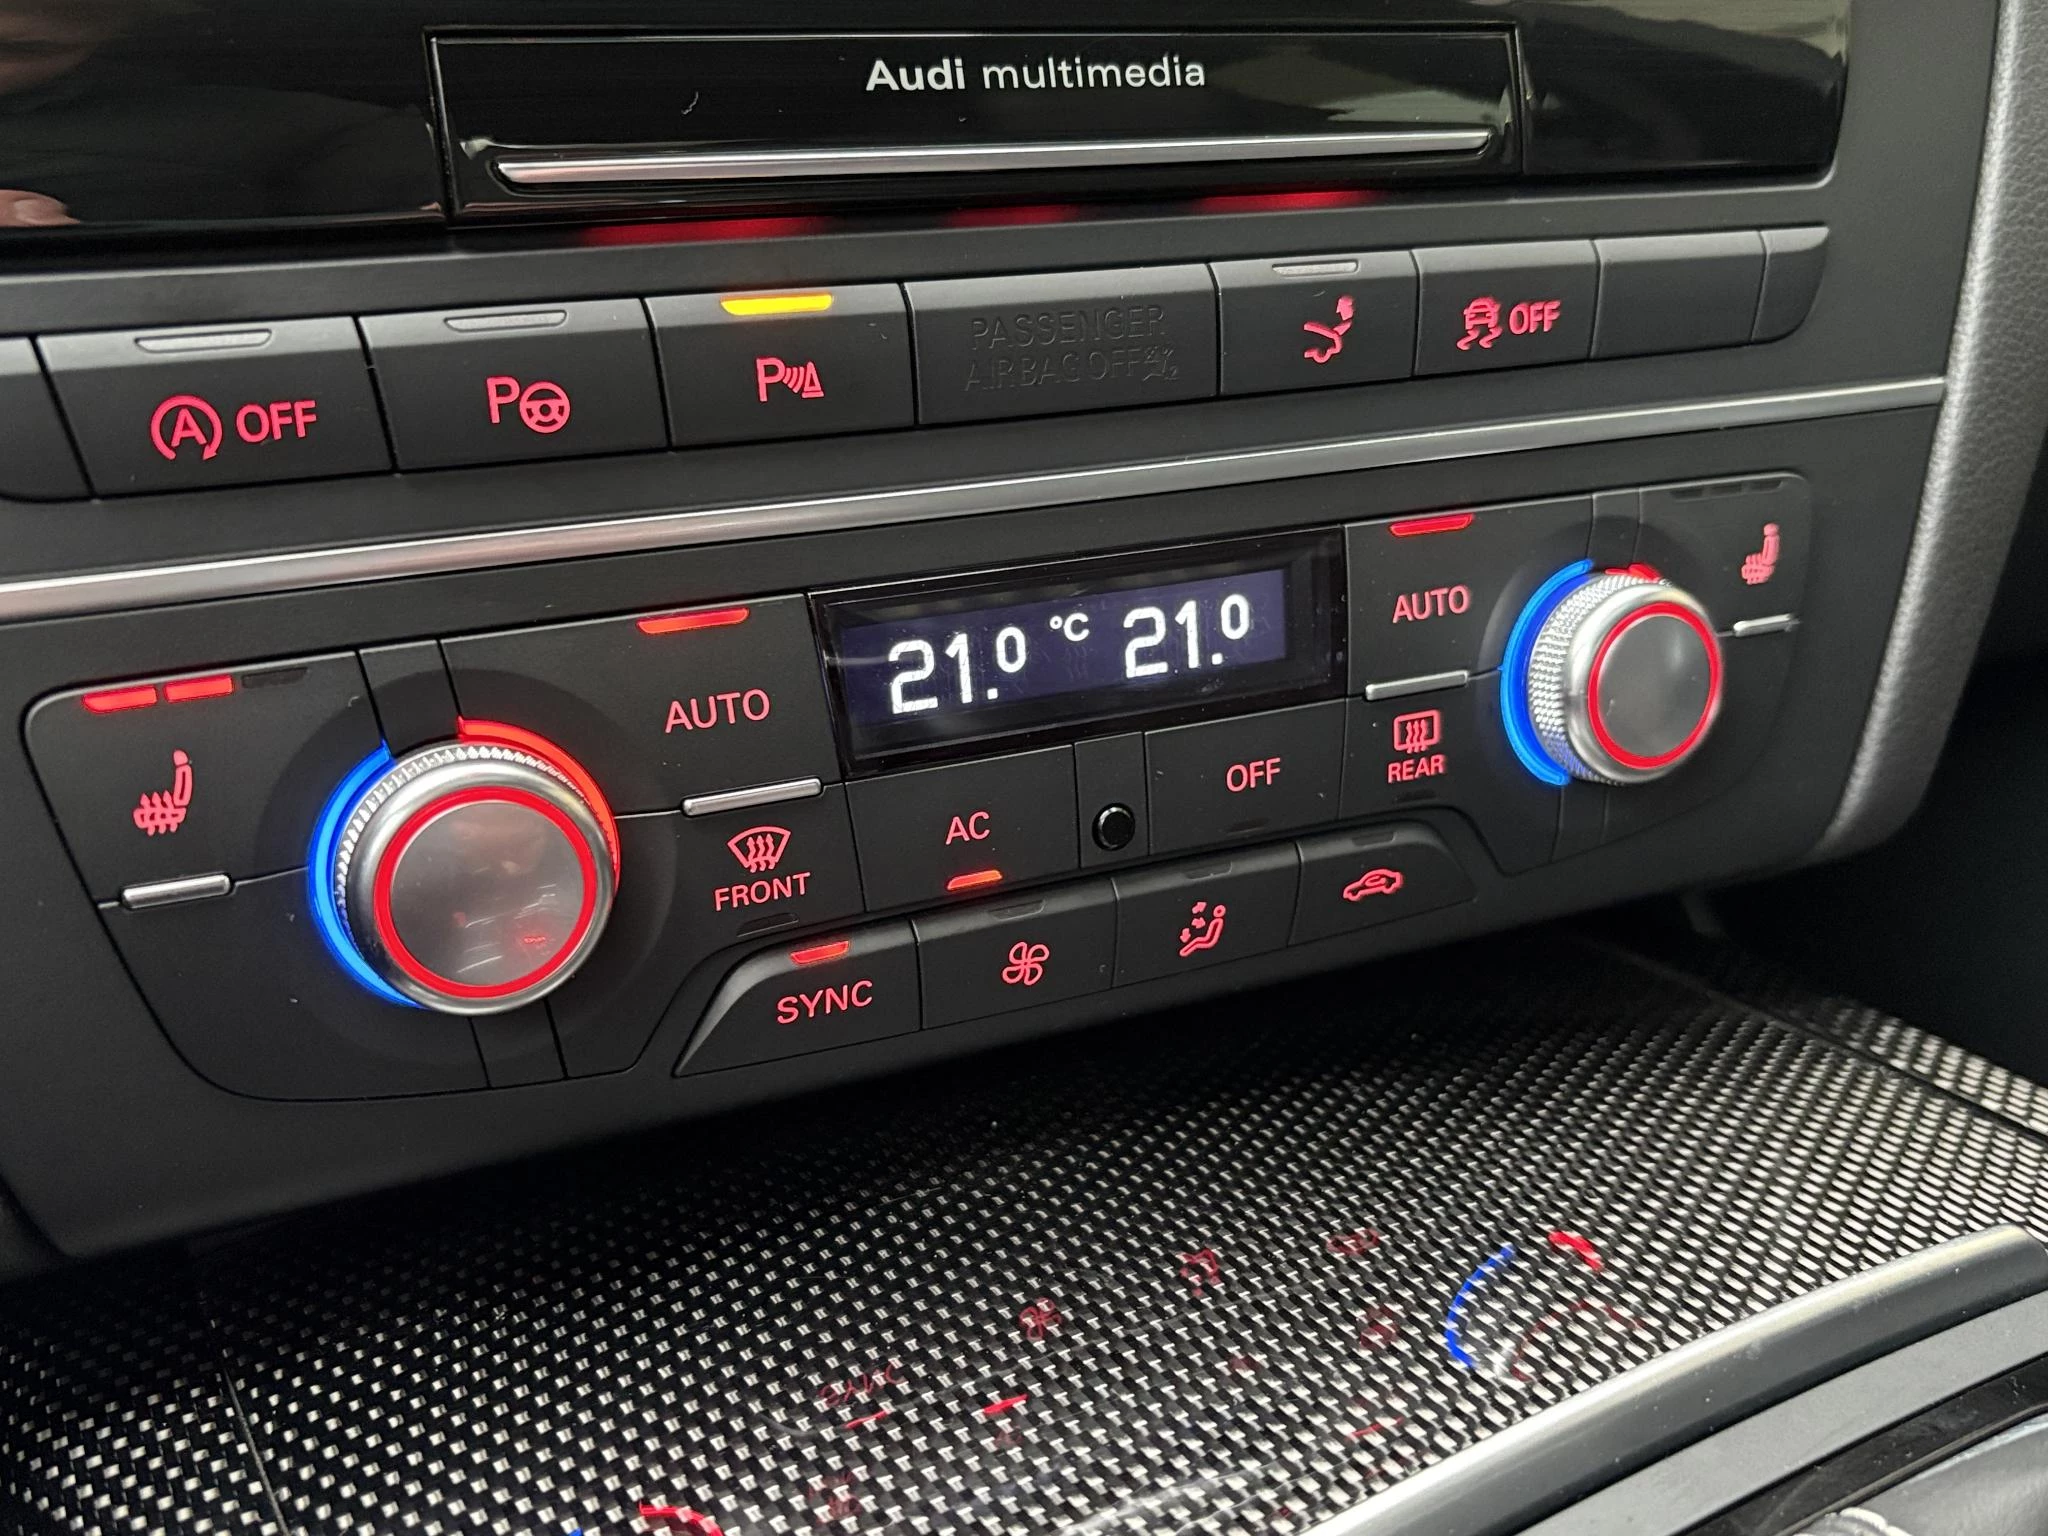 Audi multimedia
A OFF
P
P
PASSENGER
AIRBAG OFF
OFF
AUTO
21.0 °C 21.0
AUTO
FRONT
AC
OFF
REAR
SYNC